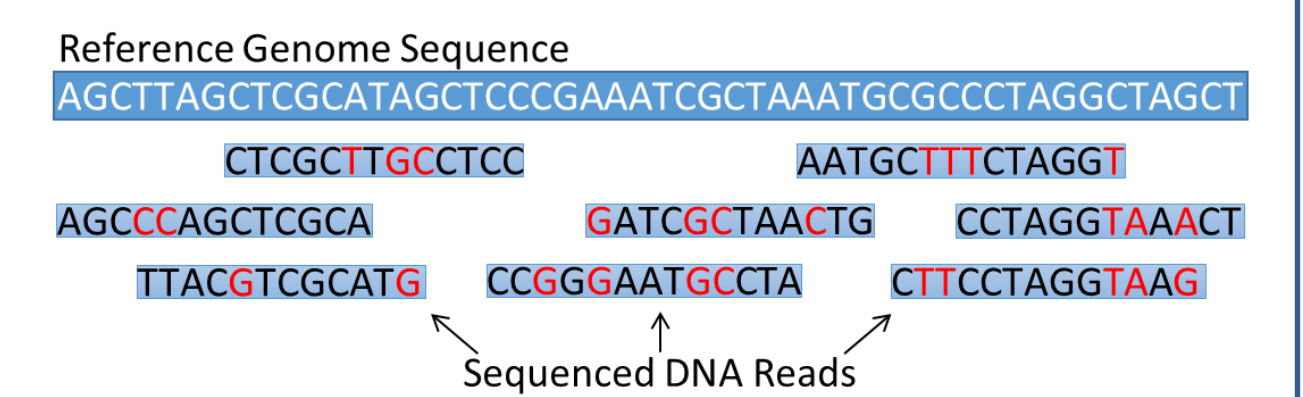 Reference Genome Sequence
AGCTTAGCTCGCATAGCTCCCGAAATCGCTAAATGCGCCCTAGGCTAGCT
CTCGCTTGCCTCC AATGCTTTCTAGGT
AGCCCAGCTCGCA GATCGCTAACTG CCTAGGTAAACT
TTACGTCGCATG CCGGGAATGCCTA CTTCCTAGGTAAG
Sequenced DNA Reads